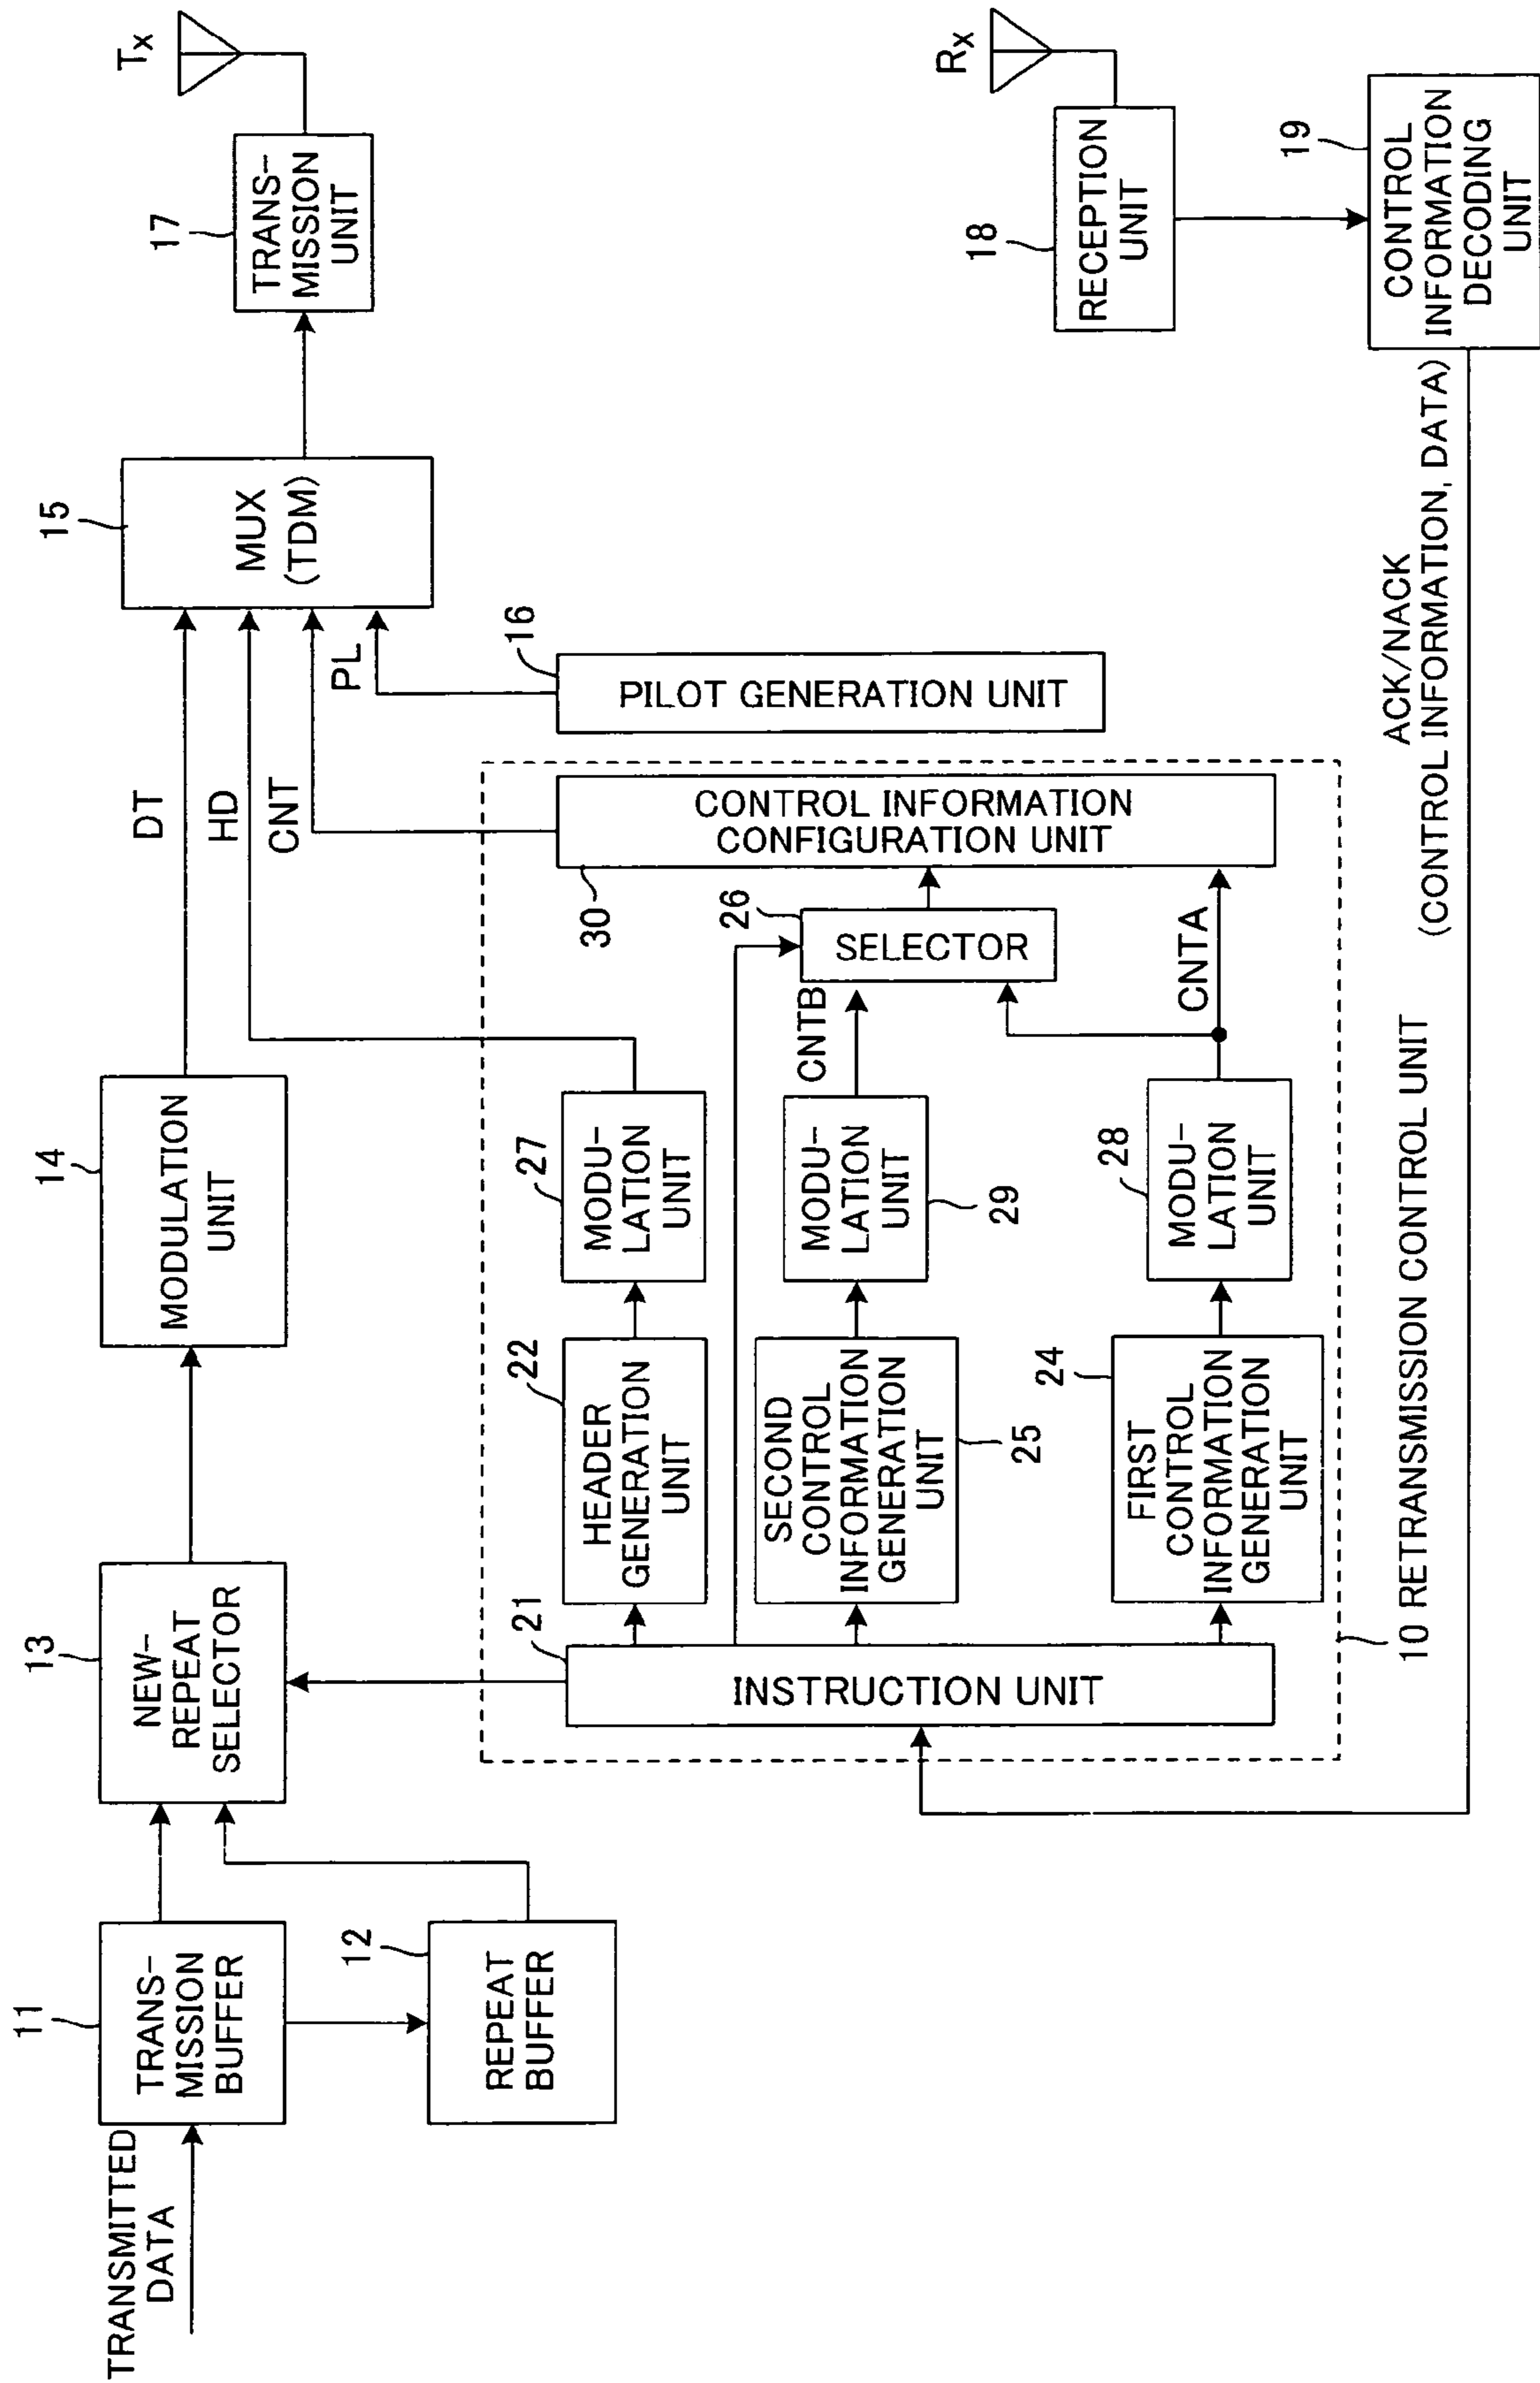 TRANSMITTED
DATA
11
TRANS-
MISSION
BUFFER
12
REPEAT
BUFFER
13
NEW-
REPEAT
SELECTOR
14
MODULATION
UNIT
DT
HD
CNT
PL
15
MUX
(TDM)
17
TRANS-
MISSION
UNIT
Tx
16
PILOT GENERATION UNIT
21
INSTRUCTION UNIT
22
HEADER
GENERATION
UNIT
27
MODU-
LATION
UNIT
SECOND
CONTROL
INFORMATION
GENERATION
UNIT
25
MODU-
LATION
UNIT
29
CNTB
26
SELECTOR
30
CONTROL INFORMATION
CONFIGURATION UNIT
24
FIRST
CONTROL
INFORMATION
GENERATION
UNIT
28
MODU-
LATION
UNIT
CNTA
10 RETRANSMISSION CONTROL UNIT
ACK/NACK
(CONTROL INFORMATION, DATA)
18
RECEPTION
UNIT
Rx
19
CONTROL
INFORMATION
DECODING
UNIT